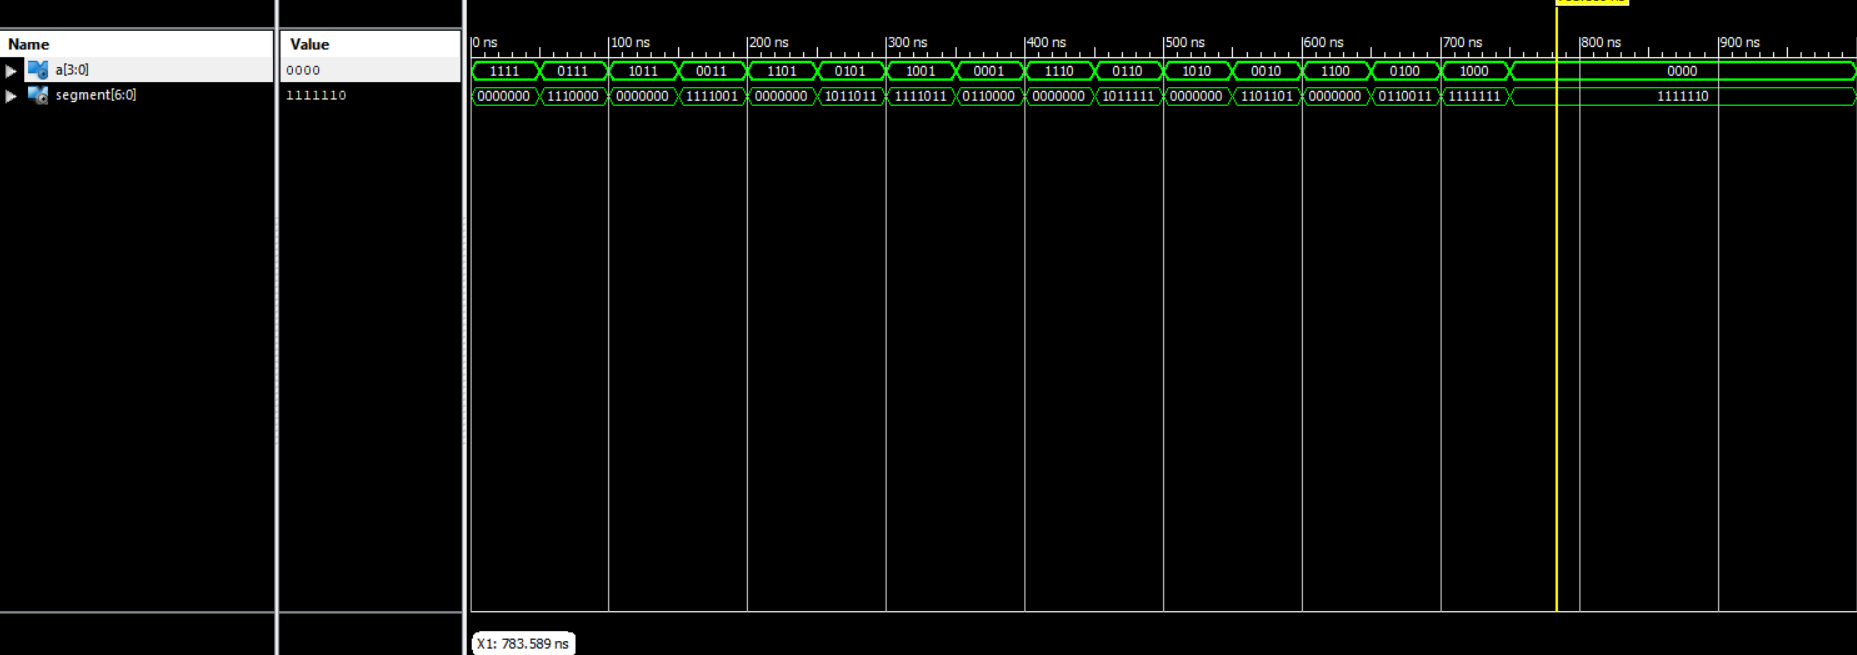 Name Value 0 ns 100 ns 200 ns 300 ns 400 ns 500 ns 600 ns 700 ns 800 ns 900 ns
a[3:0] 0000 1111 0111 1011 0011 1101 0101 1001 0001 1110 0110 1010 0010 1100 0100 1000 0000
segment[6:0] 1111110 0000000 1110000 0000000 1111001 0000000 1011011 1111011 0110000 0000000 1011111 0000000 1101101 0000000 0110011 1111111 1111110
X1: 783.589 ns